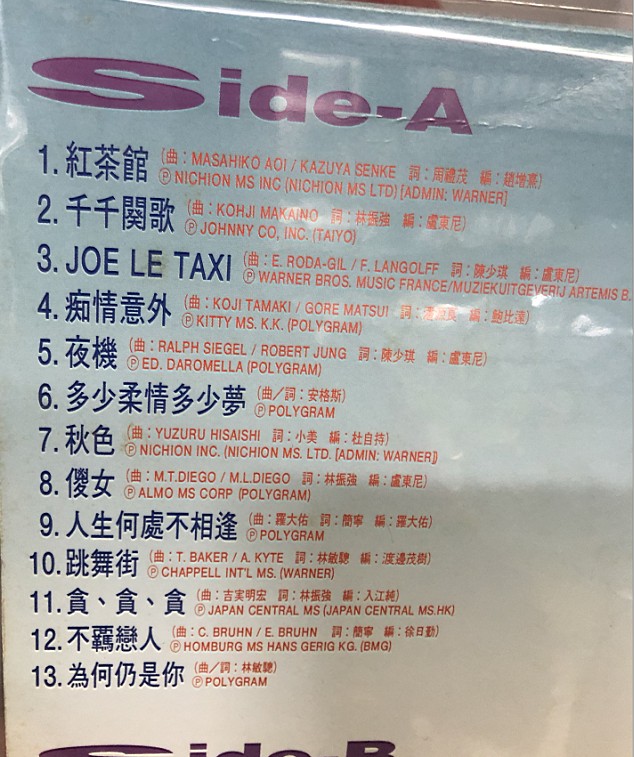 Side-A
1. 紅茶館 (曲：MASAHIKO AOI / KAZUYA SENKE 詞：周禮茂 編：趙增熹)
Ⓟ NICHION MS INC (NICHION MS LTD) [ADMIN: WARNER]
2. 千千闋歌 (曲：KOHJI MAKAINO 詞：林振強 編：盧東尼)
Ⓟ JOHNNY CO, INC. (TAIYO)
3. JOE LE TAXI (曲：E. RODA-GIL / F. LANGOLFF 詞：陳少琪 編：盧東尼)
Ⓟ WARNER BROS. MUSIC FRANCE/MUZIEKUITGEVERIJ ARTEMIS B.
4. 痴情意外 (曲：KOJI TAMAKI / GORE MATSUI 詞： 編：鮑比達)
Ⓟ KITTY MS. K.K. (POLYGRAM)
5. 夜機 (曲：RALPH SIEGEL / ROBERT JUNG 詞：陳少琪 編：盧東尼)
Ⓟ ED. DAROMELLA (POLYGRAM)
6. 多少柔情多少夢 (曲／詞：安格斯)
Ⓟ POLYGRAM
7. 秋色 (曲：YUZURU HISAISHI 詞：小美 編：杜自持)
Ⓟ NICHION INC. (NICHION MS. LTD. [ADMIN: WARNER])
8. 儍女 (曲：M.T.DIEGO / M.L.DIEGO 詞：林振強 編：盧東尼)
Ⓟ ALMO MS CORP (POLYGRAM)
9. 人生何處不相逢 (曲：羅大佑 詞：簡寧 編：羅大佑)
Ⓟ POLYGRAM
10. 跳舞街 (曲：T. BAKER / A. KYTE 詞：林敏驄 編：渡邊茂樹)
Ⓟ CHAPPELL INT'L MS. (WARNER)
11. 貪、貪、貪 (曲：吉実明宏 詞：林振強 編：入江純)
Ⓟ JAPAN CENTRAL MS (JAPAN CENTRAL MS.HK)
12. 不羈戀人 (曲：C. BRUHN / E. BRUHN 詞：簡寧 編：徐日勤)
Ⓟ HOMBURG MS HANS GERIG KG. (BMG)
13. 為何仍是你 (曲／詞：林敏驄)
Ⓟ POLYGRAM
Side-B